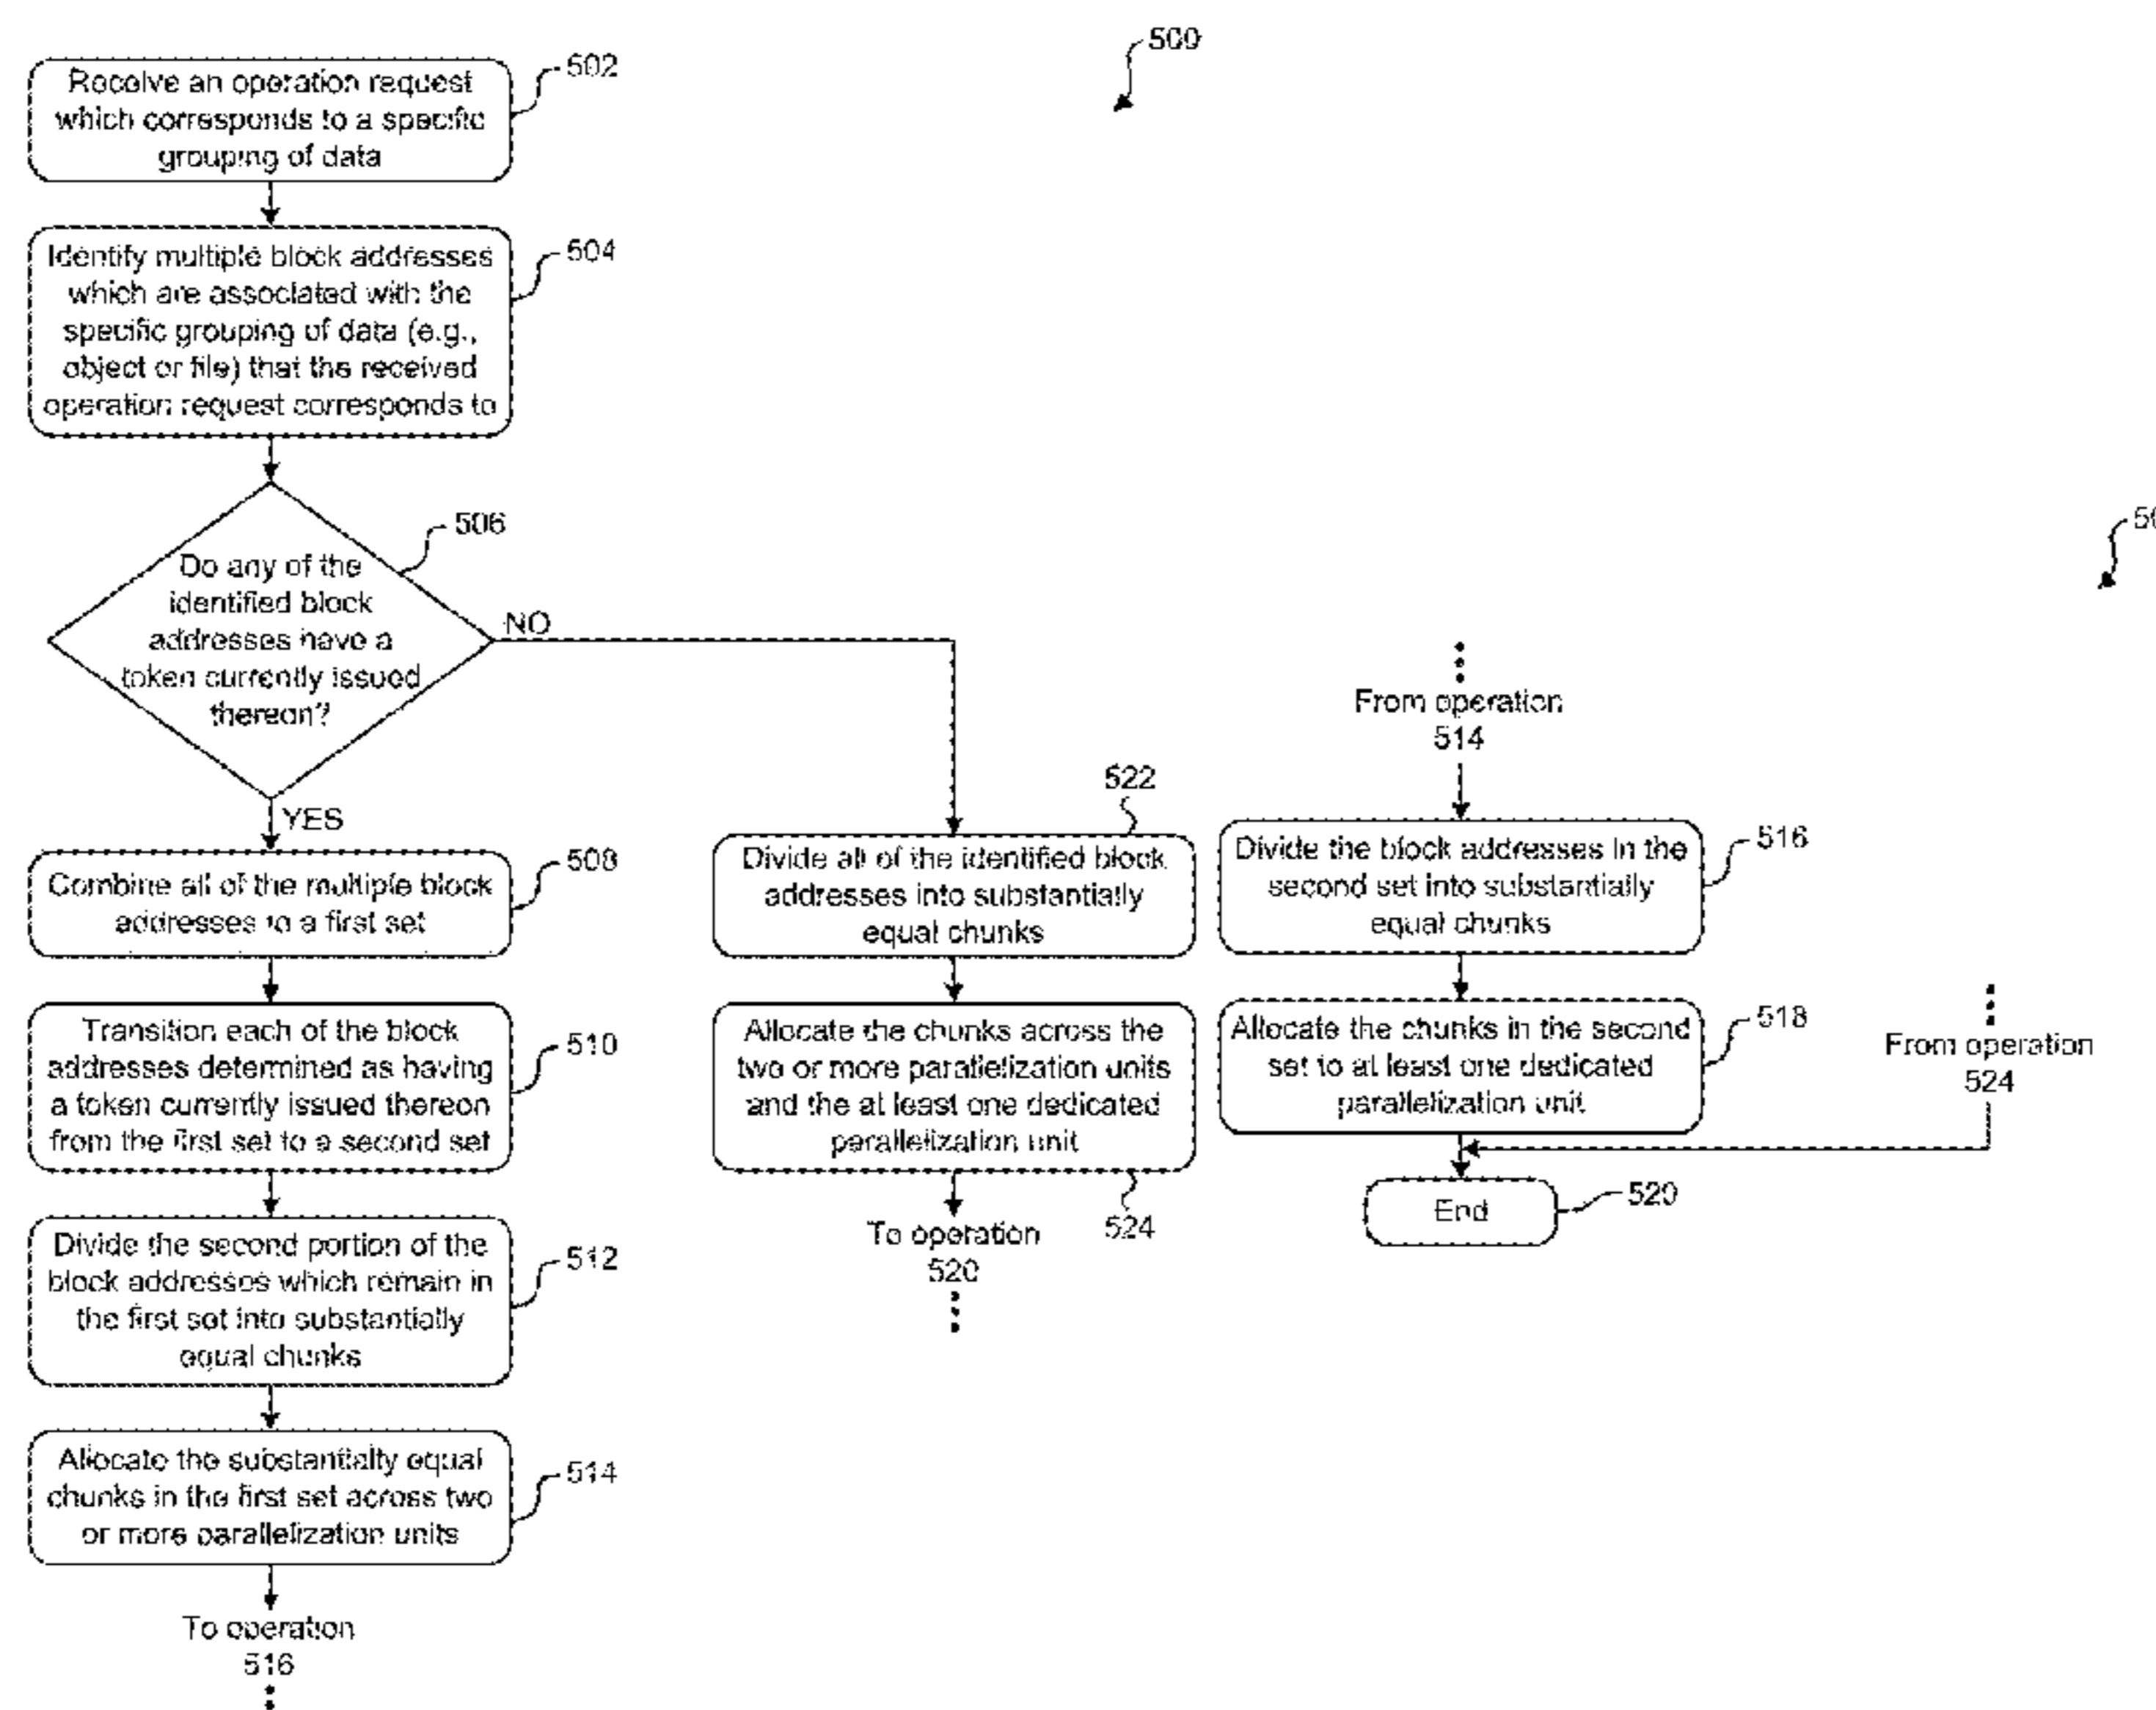 500
502
Receive an operation request
which corresponds to a specific
grouping of data
504
Identify multiple block addresses
which are associated with the
specific grouping of data (e.g.,
object or file) that the received
operation request corresponds to
506
Do any of the
identified block
addresses have a
token currently issued
thereon?
NO
YES
508
Combine all of the multiple block
addresses to a first set
510
Transition each of the block
addresses determined as having
a token currently issued thereon
from the first set to a second set
512
Divide the second portion of the
block addresses which remain in
the first set into substantially
equal chunks
514
Allocate the substantially equal
chunks in the first set across two
or more parallelization units
To operation
516
522
Divide all of the identified block
addresses into substantially
equal chunks
Allocate the chunks across the
two or more parallelization units
and the at least one dedicated
parallelization unit
524
To operation
520
50
From operation
514
516
Divide the block addresses in the
second set into substantially
equal chunks
518
Allocate the chunks in the second
set to at least one dedicated
parallelization unit
From operation
524
End
520